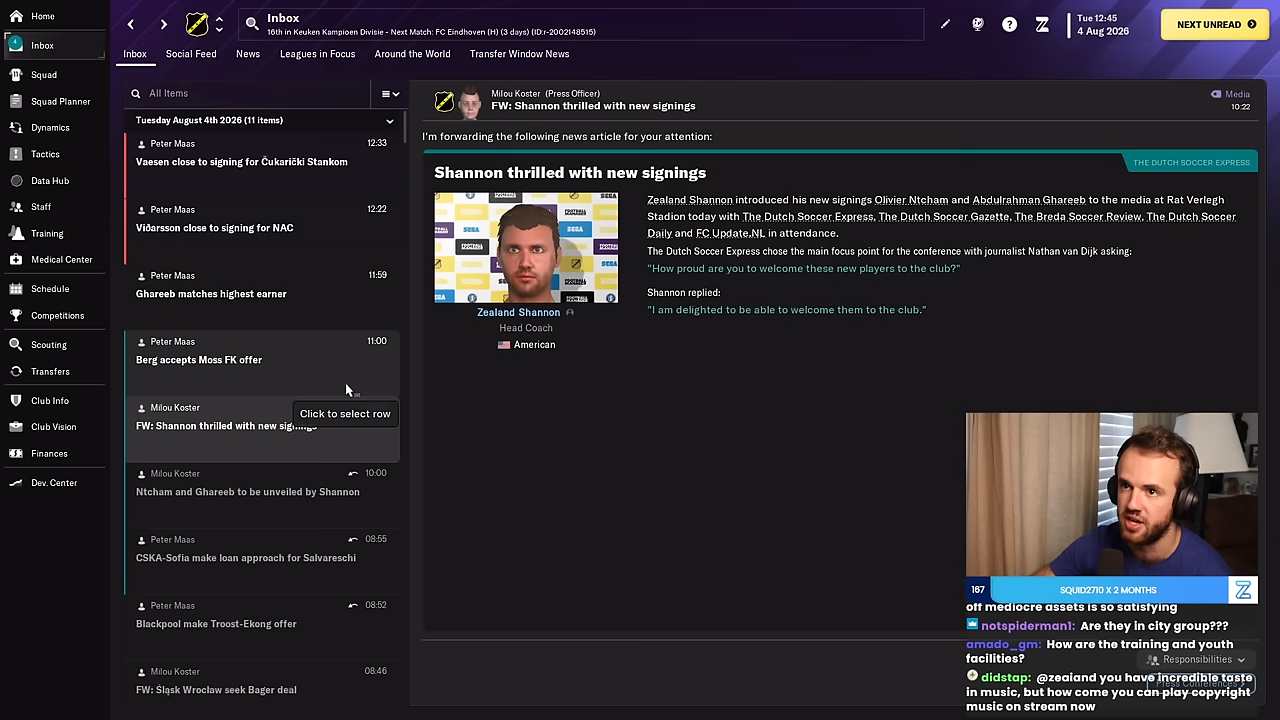 Home
Inbox
Squad
Squad Planner
Dynamics
Tactics
Data Hub
Staff
Training
Medical Center
Schedule
Competitions
Scouting
Transfers
Club Info
Club Vision
Finances
Dev. Center
4
Inbox
16th in Keuken Kampioen Divisie - Next Match: FC Eindhoven (H) (3 days) (ID:r-2002148515)
Tue 12:45
4 Aug 2026
NEXT UNREAD
Inbox
Social Feed
News
Leagues in Focus
Around the World
Transfer Window News
All Items
Tuesday August 4th 2026 (11 items)
Peter Maas 12:33
Vaesen close to signing for Čukarički Stankom
Peter Maas 12:22
Viðarsson close to signing for NAC
Peter Maas 11:59
Ghareeb matches highest earner
Peter Maas 11:00
Berg accepts Moss FK offer
Milou Koster
FW: Shannon thrilled with new signings
Click to select row
Milou Koster 10:00
Ntcham and Ghareeb to be unveiled by Shannon
Peter Maas 08:55
CSKA-Sofia make loan approach for Salvareschi
Peter Maas 08:52
Blackpool make Troost-Ekong offer
Milou Koster 08:46
FW: Śląsk Wrocław seek Bager deal
Milou Koster (Press Officer)
FW: Shannon thrilled with new signings
Media
10:22
I'm forwarding the following news article for your attention:
THE DUTCH SOCCER EXPRESS
Shannon thrilled with new signings
Zealand Shannon
Head Coach
American
Zealand Shannon introduced his new signings Olivier Ntcham and Abdulrahman Ghareeb to the media at Rat Verlegh
Stadion today with The Dutch Soccer Express, The Dutch Soccer Gazette, The Breda Soccer Review, The Dutch Soccer
Daily and FC Update.NL in attendance.
The Dutch Soccer Express chose the main focus point for the conference with journalist Nathan van Dijk asking:
"How proud are you to welcome these new players to the club?"
Shannon replied:
"I am delighted to be able to welcome them to the club."
167
SQUID2710 X 2 MONTHS
off mediocre assets is so satisfying
notspiderman1: Are they in city group???
amado_gm: How are the training and youth
facilities?
didstap: @zealand you have incredible taste
in music, but how come you can play copyright
music on stream now
Responsibilities
Press Conferences